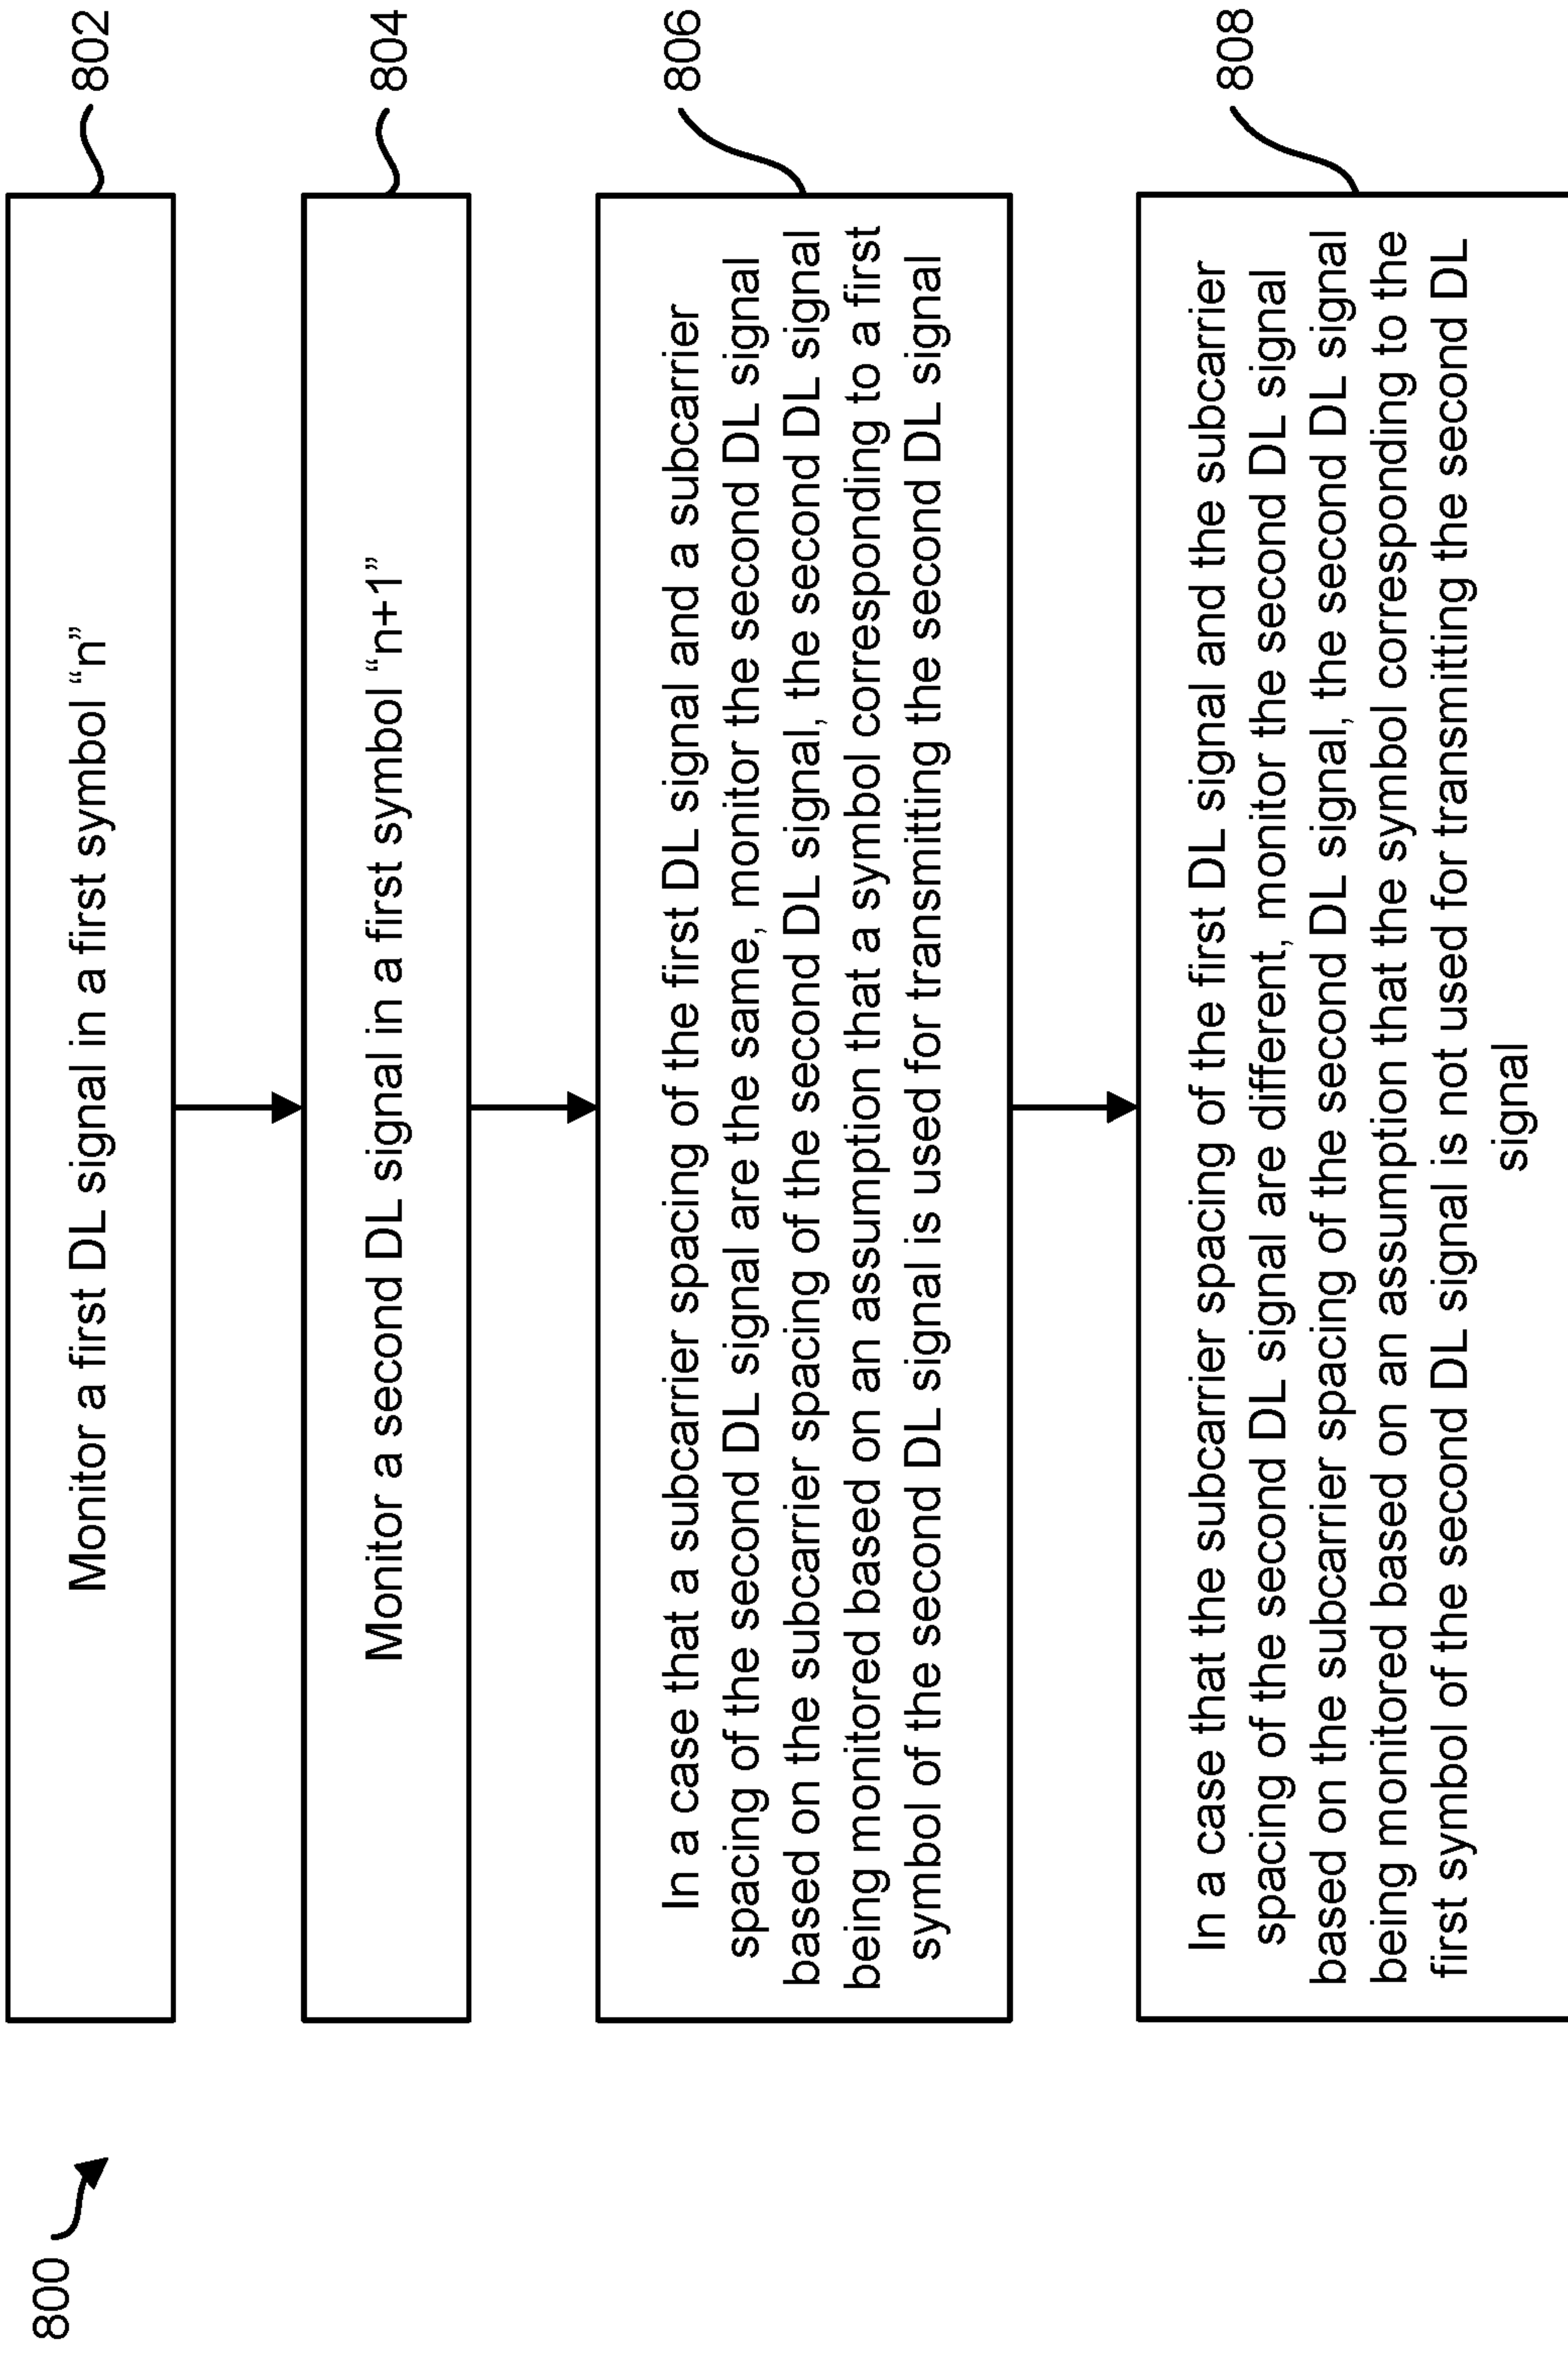 800
802
Monitor a first DL signal in a first symbol “n”
804
Monitor a second DL signal in a first symbol “n+1”
806
In a case that a subcarrier spacing of the first DL signal and a subcarrier
spacing of the second DL signal are the same, monitor the second DL signal
based on the subcarrier spacing of the second DL signal, the second DL signal
being monitored based on an assumption that a symbol corresponding to a first
symbol of the second DL signal is used for transmitting the second DL signal
808
In a case that the subcarrier spacing of the first DL signal and the subcarrier
spacing of the second DL signal are different, monitor the second DL signal
based on the subcarrier spacing of the second DL signal, the second DL signal
being monitored based on an assumption that the symbol corresponding to the
first symbol of the second DL signal is not used for transmitting the second DL
signal